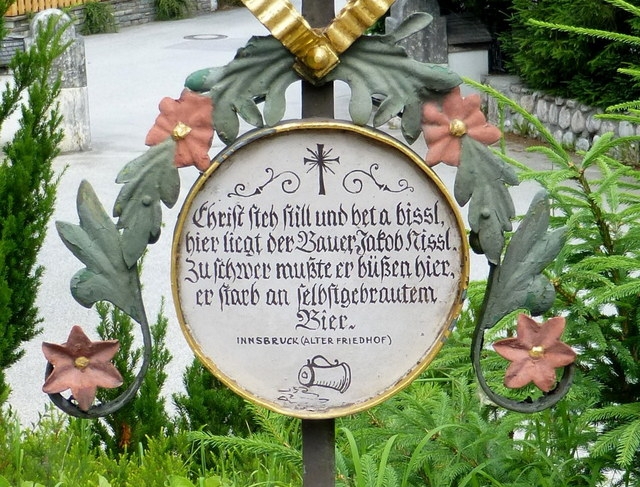 Christ steh still und bet a bissl,
hier liegt der Bauer Jakob Nissl.
Zu schwer mußte er büßen hier,
er starb an selbstgebrautem
Bier.
INNSBRUCK (ALTER FRIEDHOF)